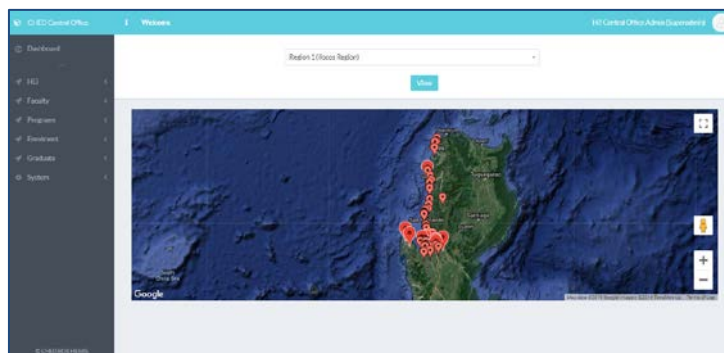 CHED Central Office
Welcome
Hi! Central Office Admin (Superadmin)
Dashboard
Region 1 (Ilocos Region)
View
HEI
Faculty
Program
Enrolment
Graduate
System
Google